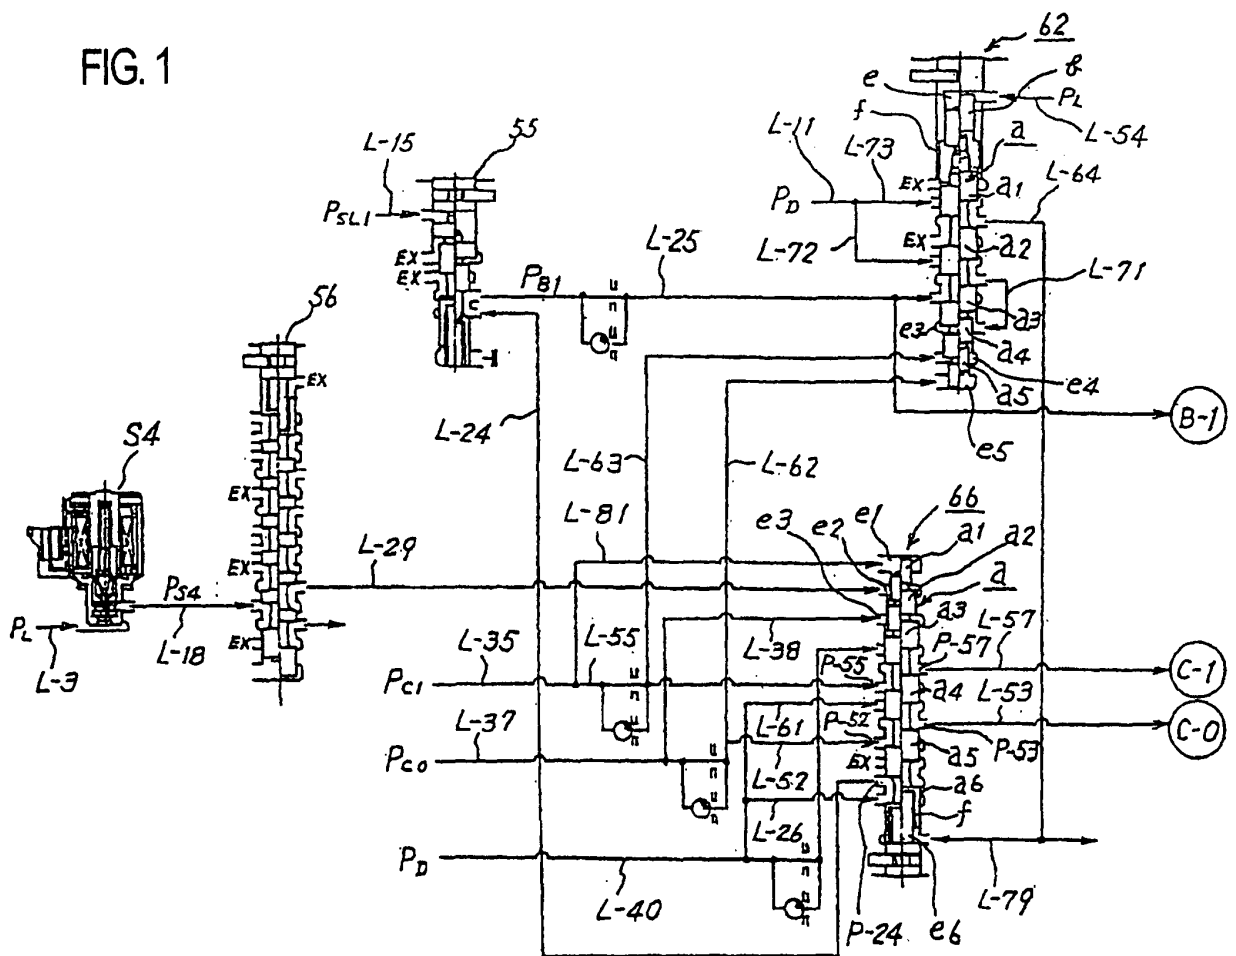 FIG. 1
62
e
b
PL
L-54
f
L-11
L-73
a
L-64
55
L-15
PSL1
EX
a1
PD
EX
a2
L-72
L-71
EX
EX
L-25
PB1
a3
e3
a4
e4
a5
e5
56
EX
L-24
L-63
L-62
B-1
S4
EX
L-81
66
e1
a1
e3
e2
a2
a
L-29
EX
PS4
a3
L-57
PL
L-3
L-18
EX
L-35
L-55
L-38
P-57
P-55
C-1
PC1
a4
L-53
L-37
L-61
P-52
C-0
P-53
PC0
L-52
EX
a5
a6
L-26
f
PD
L-40
P-24
e6
L-79